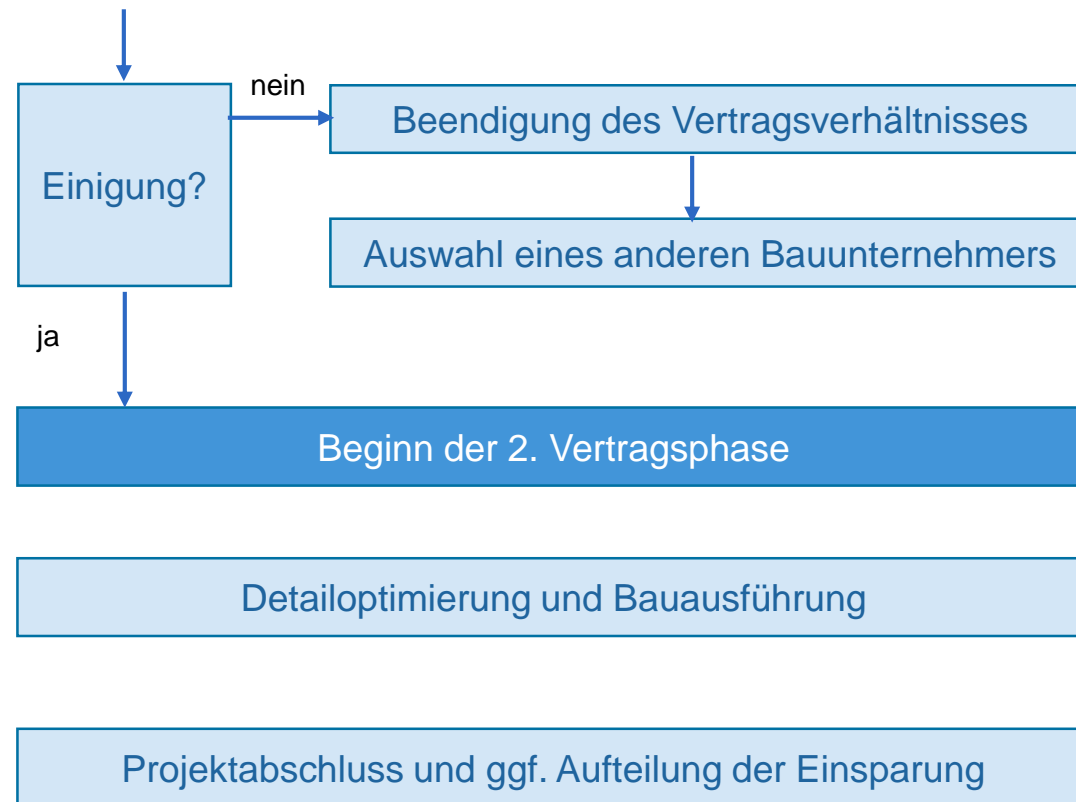 nein
Beendigung des Vertragsverhältnisses
Einigung?
Auswahl eines anderen Bauunternehmers
ja
Beginn der 2. Vertragsphase
Detailoptimierung und Bauausführung
Projektabschluss und ggf. Aufteilung der Einsparung